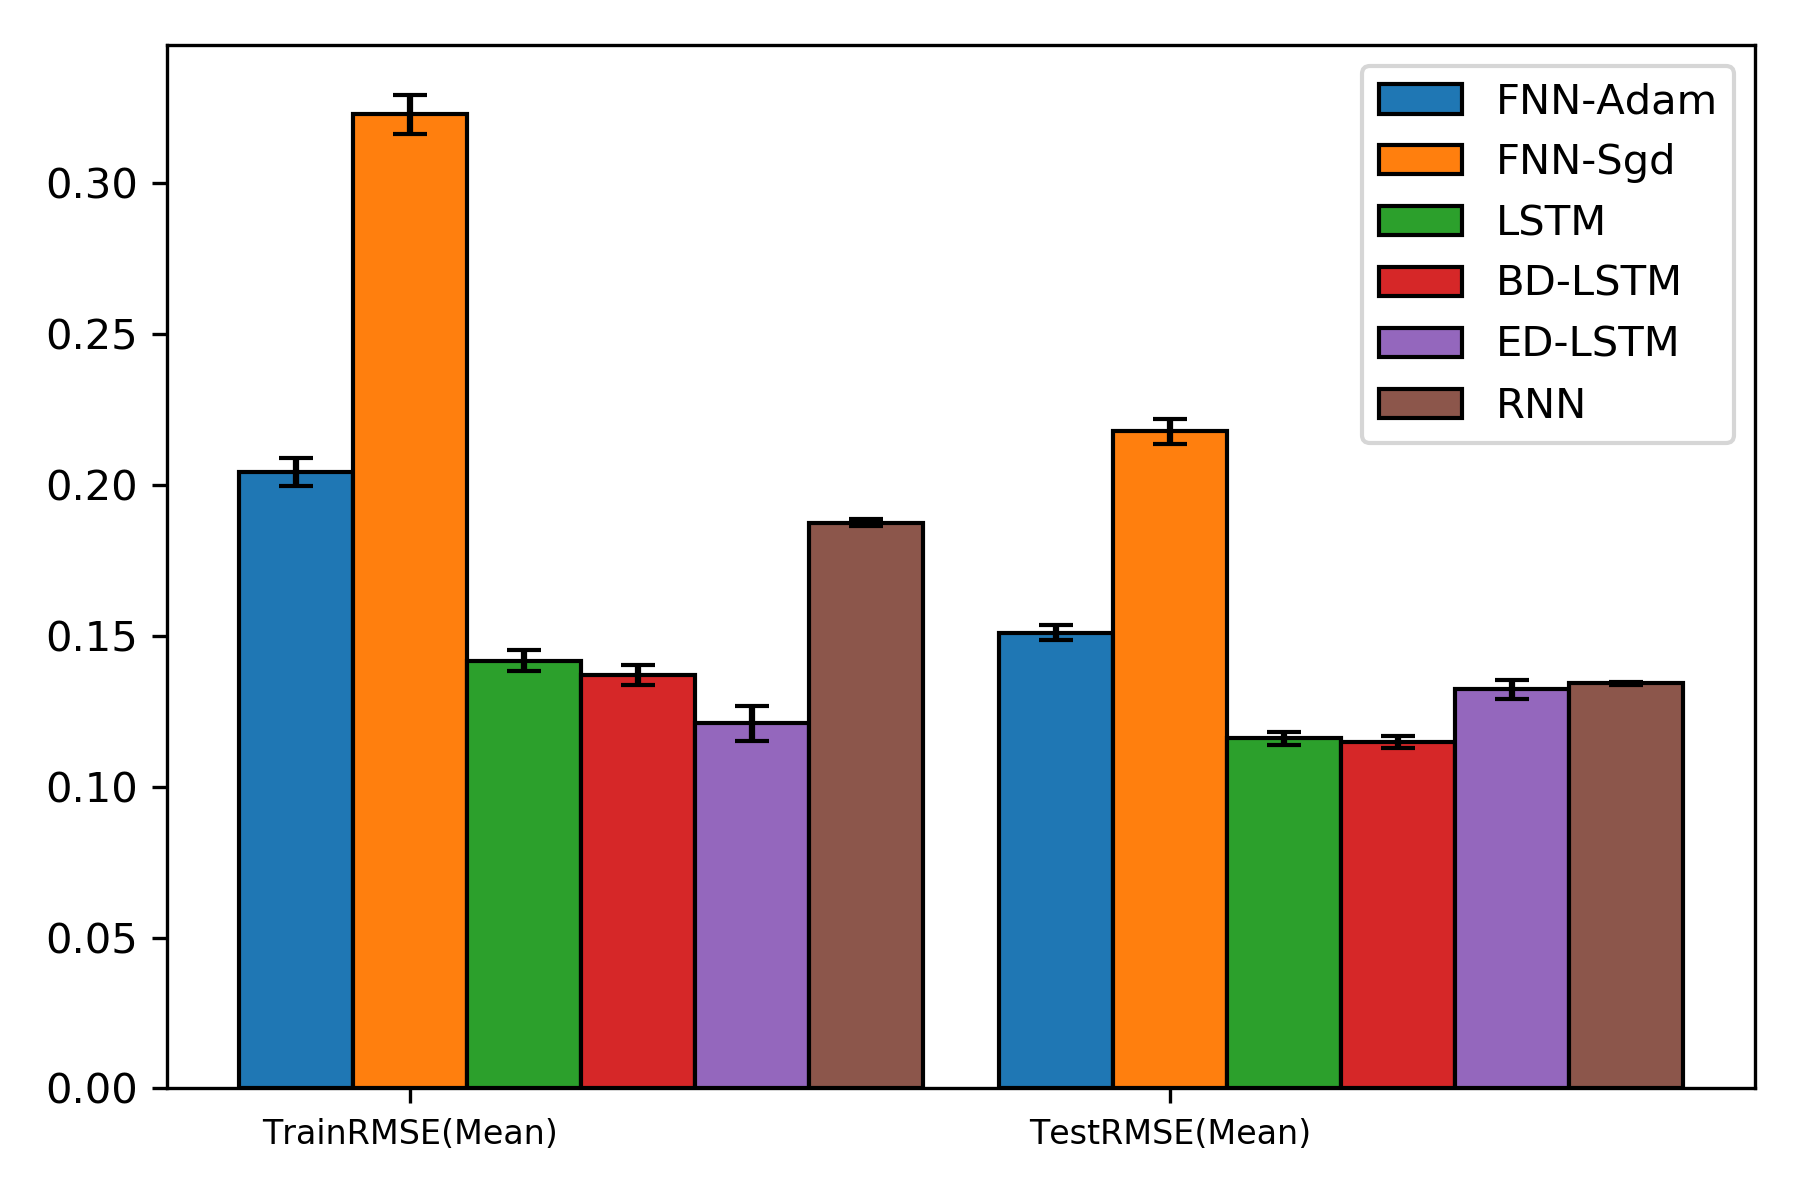 0.30
0.25
0.20
0.15
0.10
0.05
0.00
TrainRMSE(Mean)
TestRMSE(Mean)
FNN-Adam
FNN-Sgd
LSTM
BD-LSTM
ED-LSTM
RNN